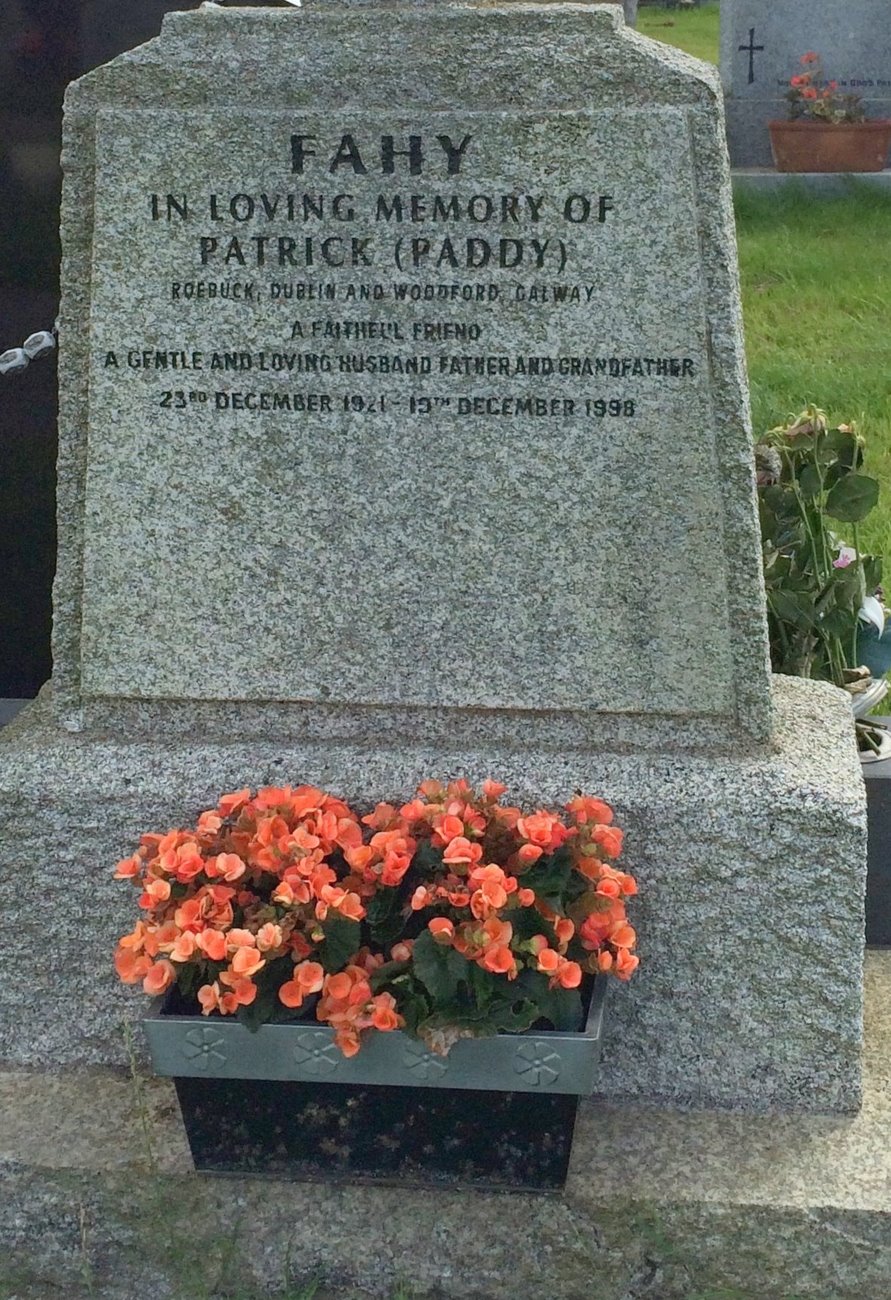 FAHY
IN LOVING MEMORY OF
PATRICK (PADDY)
ROEBUCK, DUBLIN AND WOODFORD, GALWAY
A FAITHFUL FRIEND
A GENTLE AND LOVING HUSBAND FATHER AND GRANDFATHER
23RD DECEMBER 1921 - 19TH DECEMBER 1998